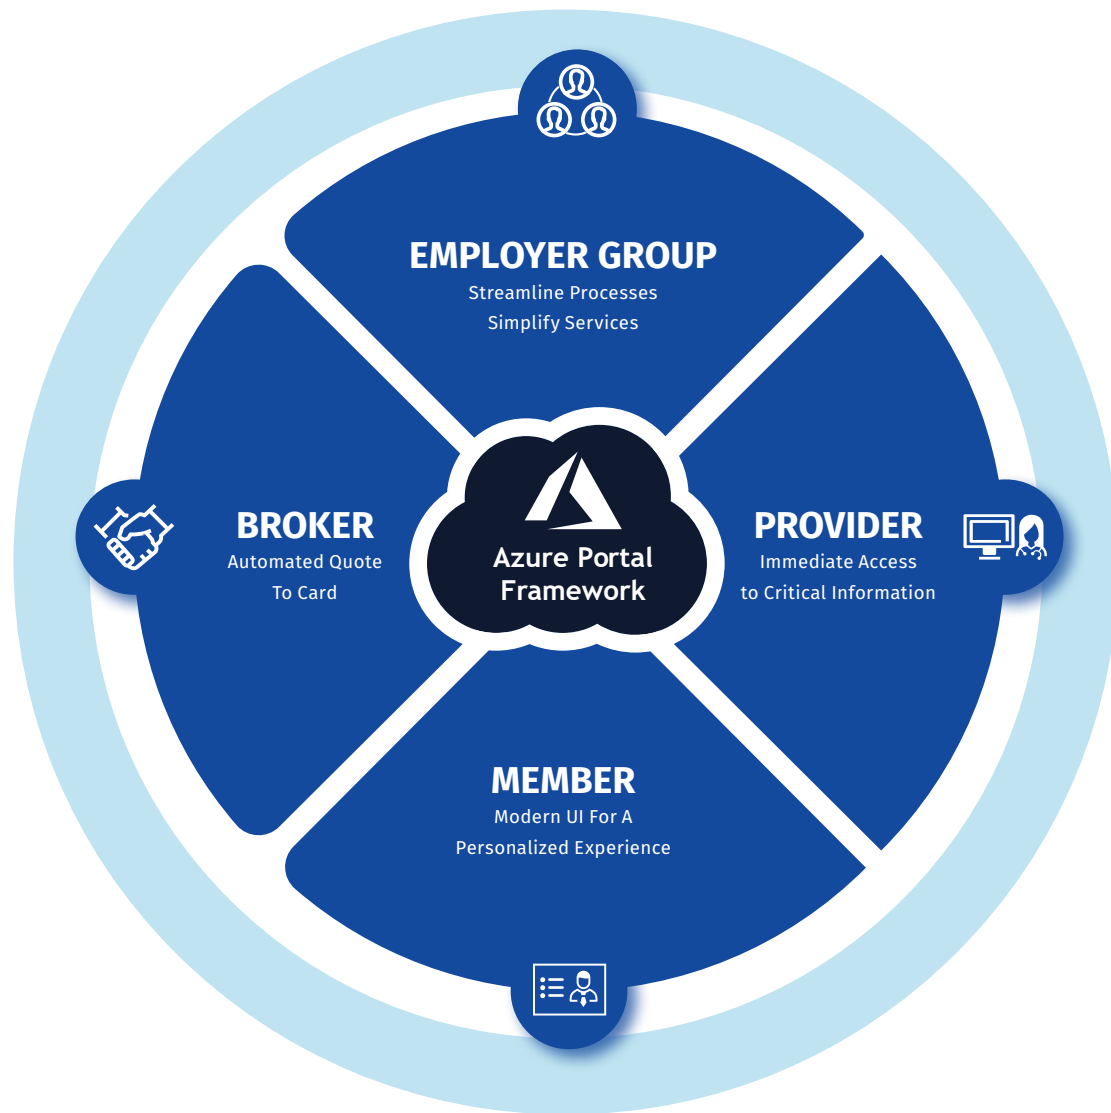 EMPLOYER GROUP
Streamline Processes
Simplify Services
BROKER
Automated Quote
To Card
Azure Portal
Framework
PROVIDER
Immediate Access
to Critical Information
MEMBER
Modern UI For A
Personalized Experience